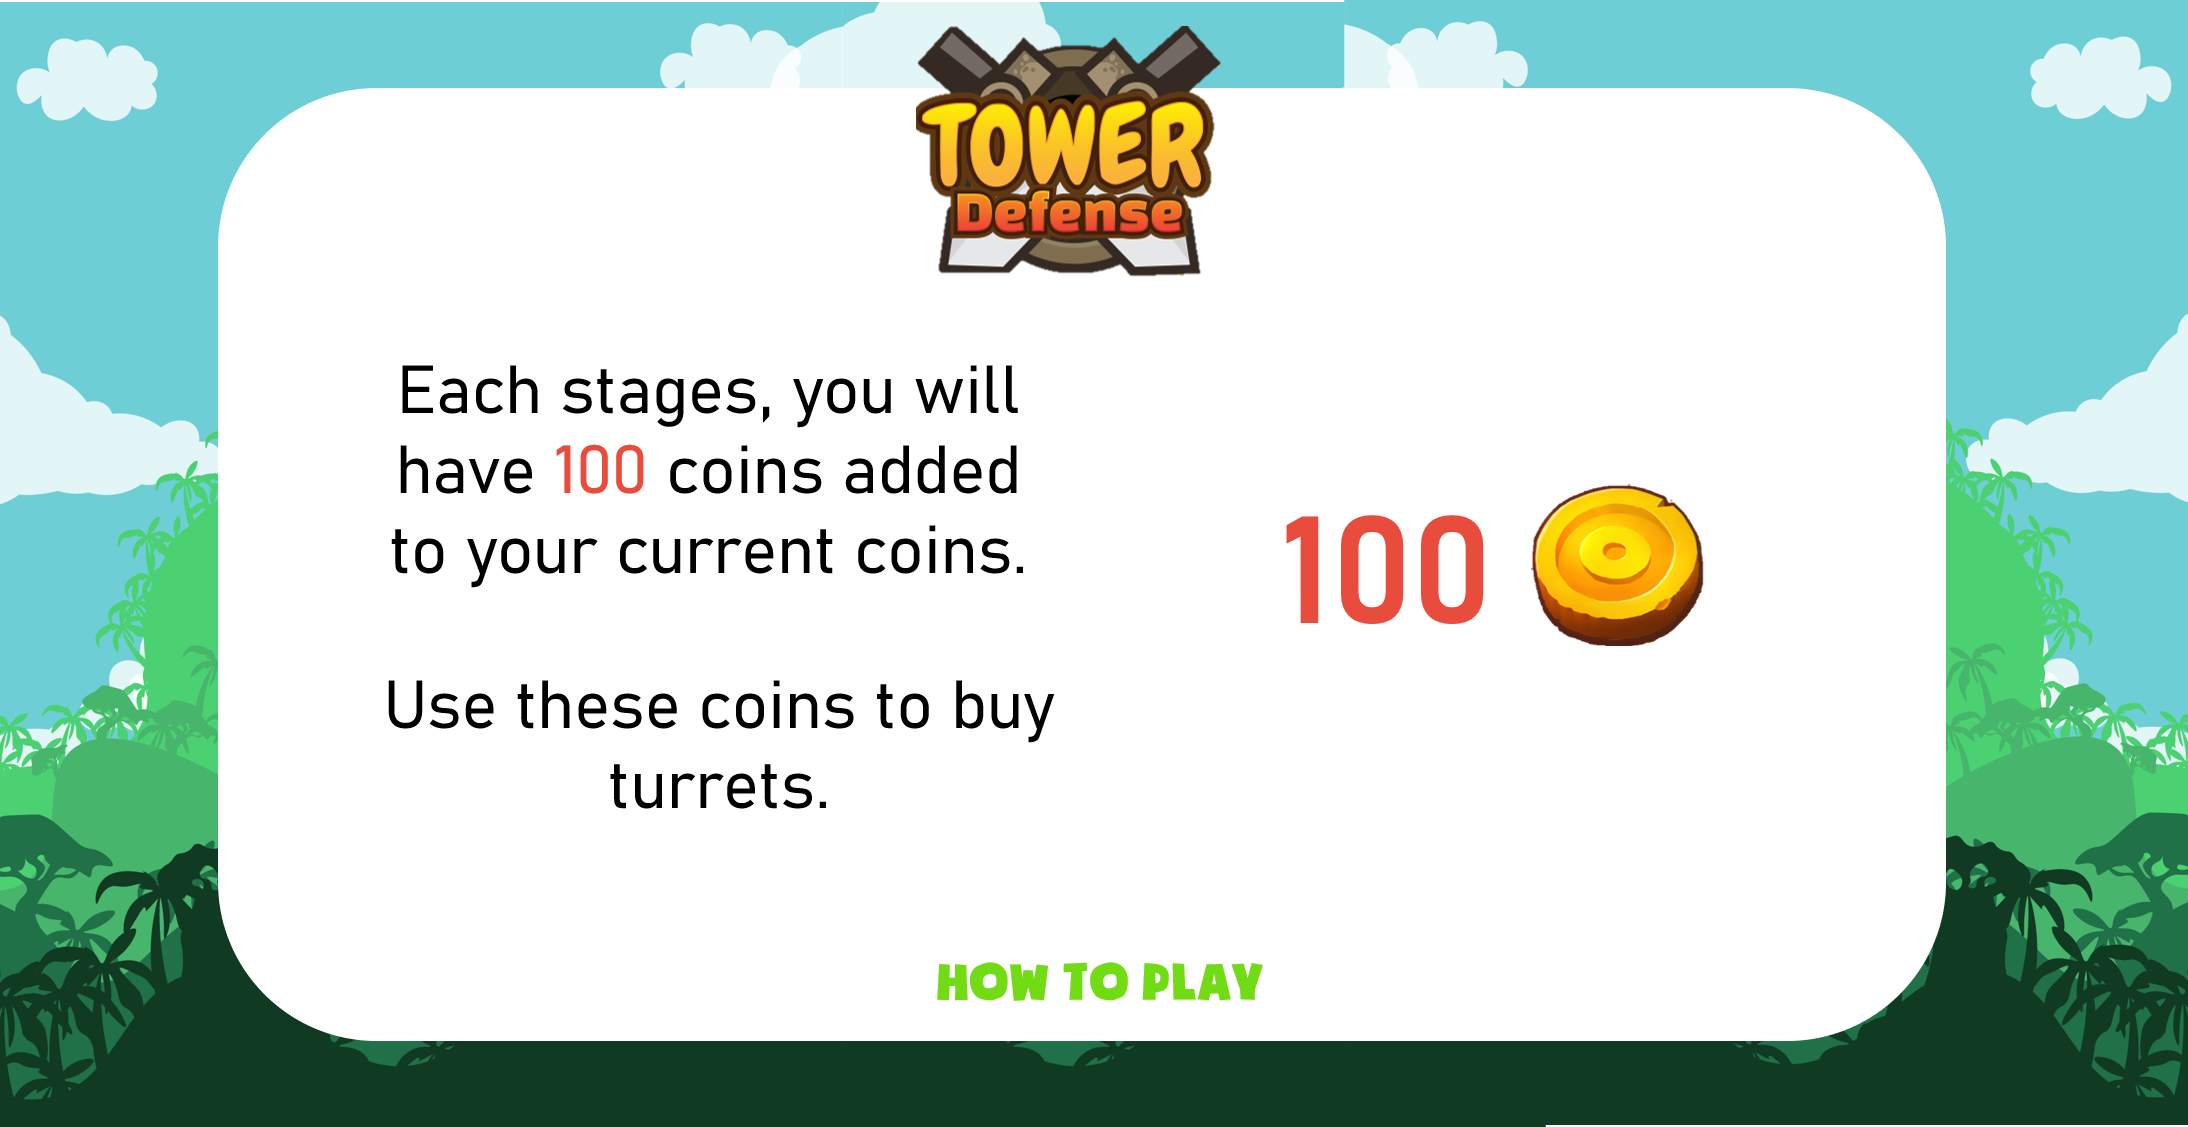 TOWER
Defense
Each stages, you will
have 100 coins added
to your current coins.
Use these coins to buy
turrets.
100
HOW TO PLAY